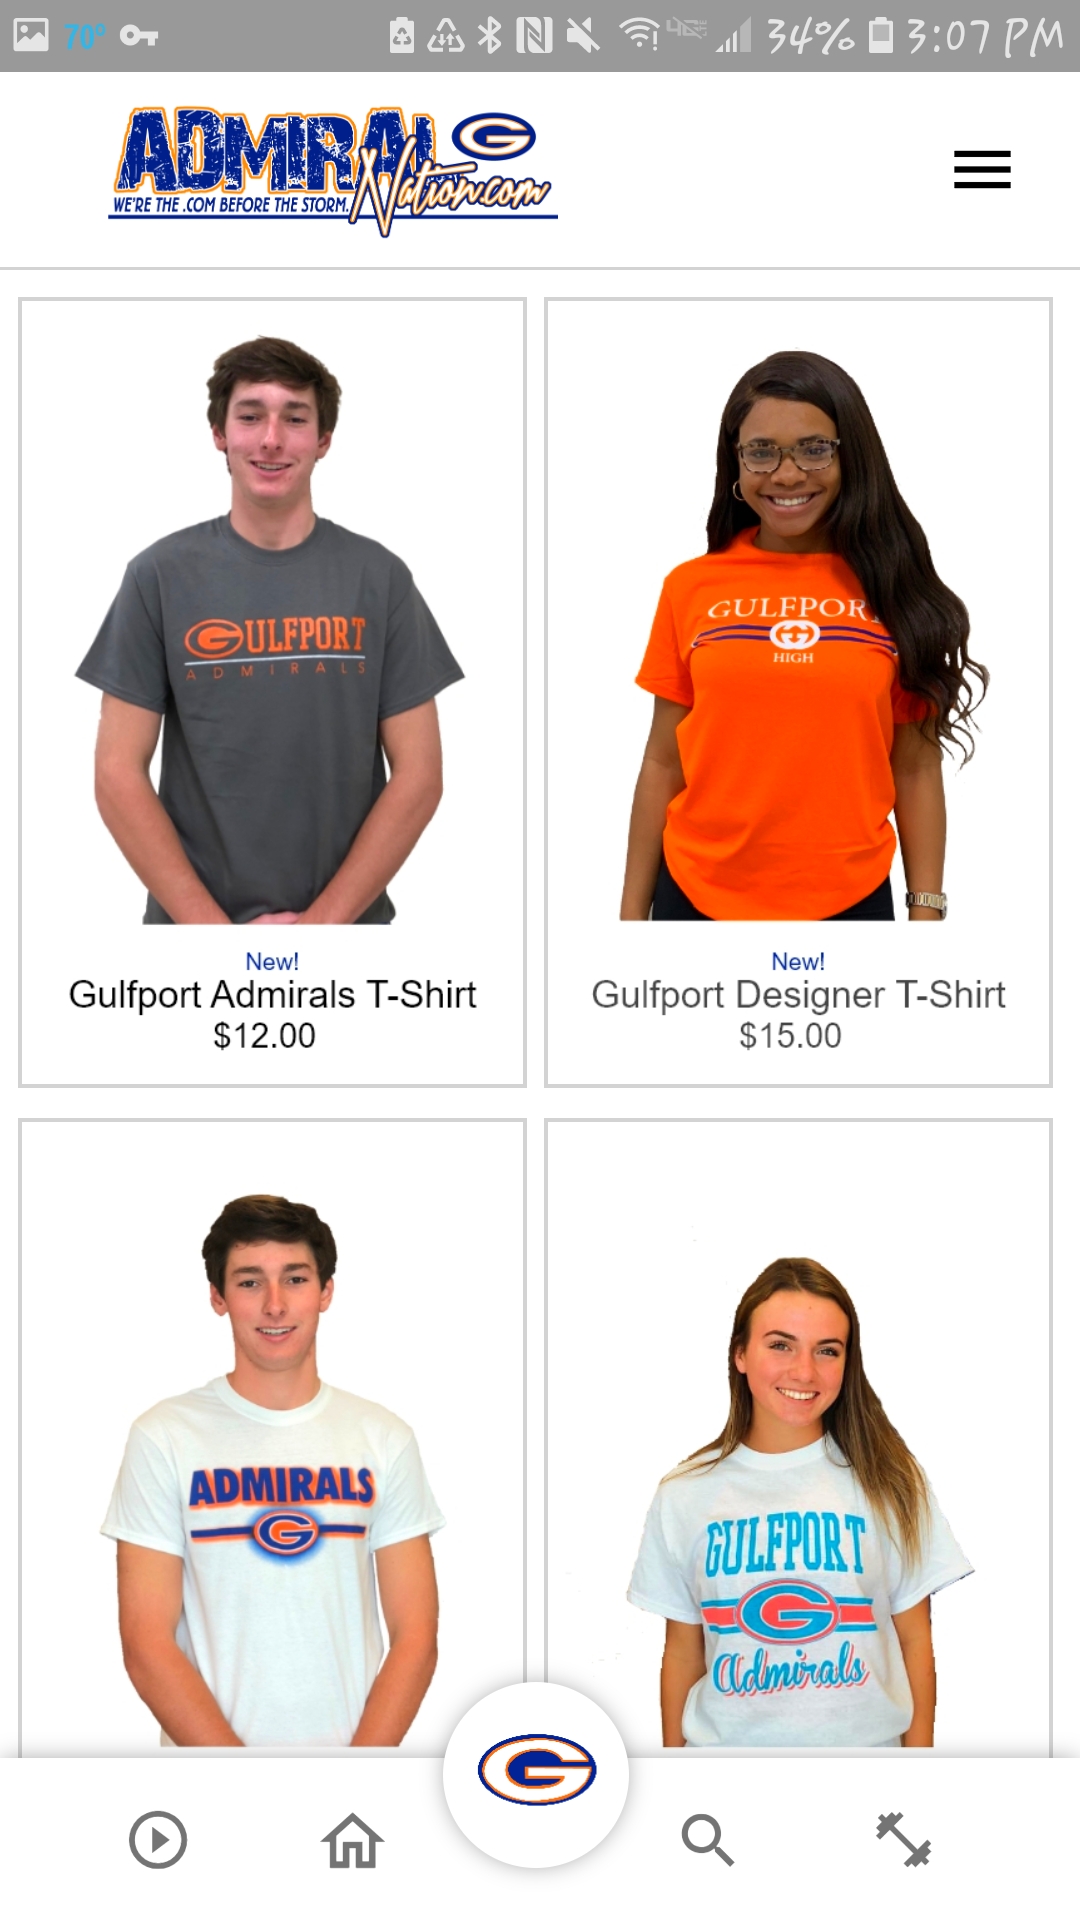 70°
34% 3:07 PM
ADMIRAL G
Nation.com
WE'RE THE .COM BEFORE THE STORM.
GULFPORT
ADMIRALS
GULFPOR
HIGH
New!
Gulfport Admirals T-Shirt
$12.00
New!
Gulfport Designer T-Shirt
$15.00
ADMIRALS
G
GULFPORT
G
Admirals
G